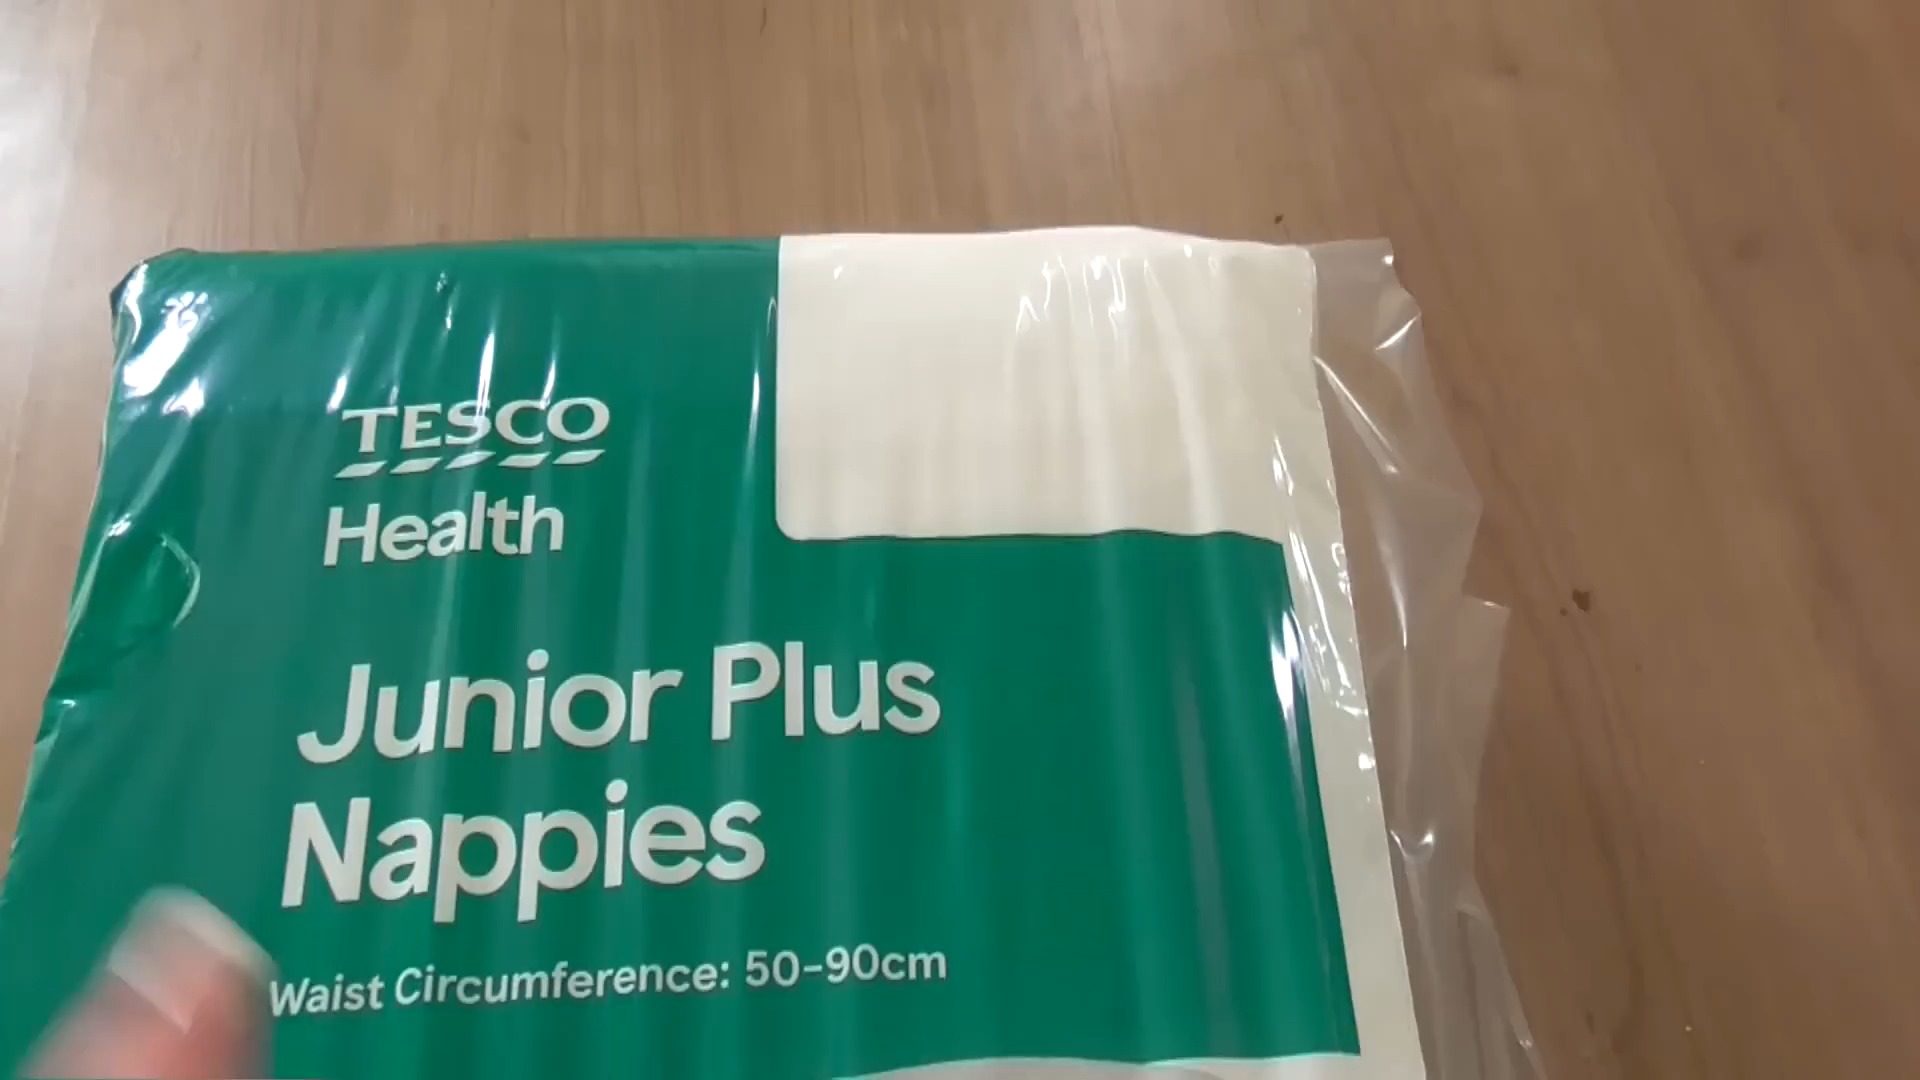 TESCO
Health
Junior Plus
Nappies
Waist Circumference: 50-90cm